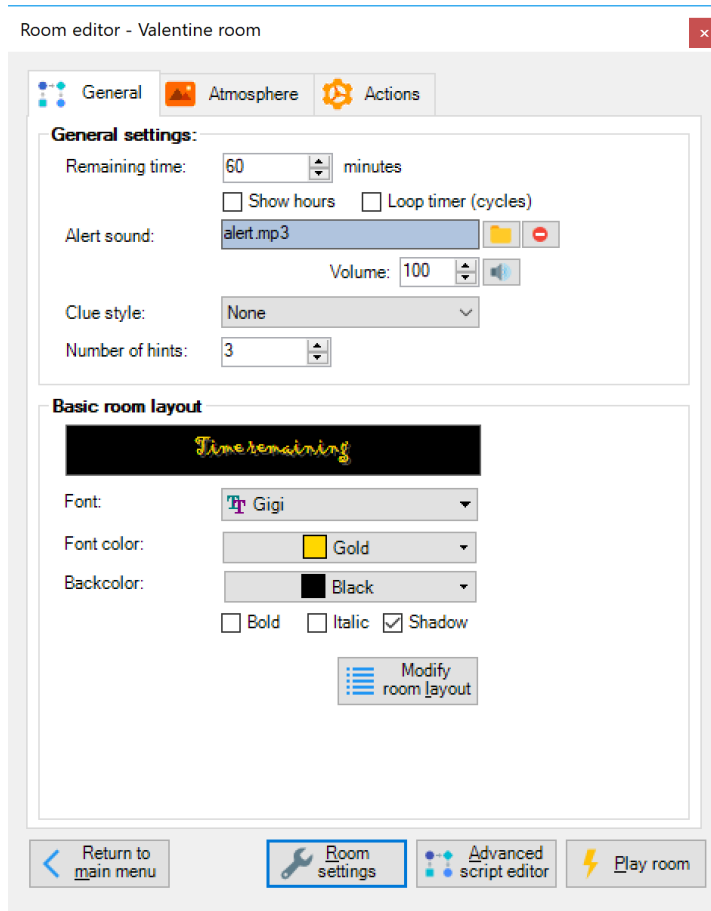 Room editor - Valentine room
×
General Atmosphere Actions
General settings:
Remaining time: 60 minutes
Show hours Loop timer (cycles)
Alert sound: alert.mp3
Volume: 100
Clue style: None
Number of hints: 3
Basic room layout
Time remaining
Font: Gigi
Font color: Gold
Backcolor: Black
Bold Italic Shadow
Modify
room layout
Return to
main menu
Room
settings
Advanced
script editor
Play room